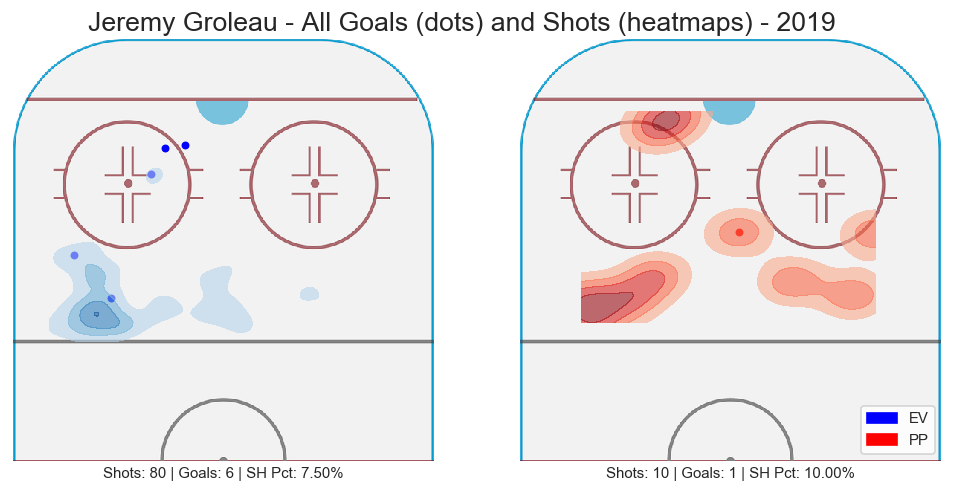 Jeremy Groleau - All Goals (dots) and Shots (heatmaps) - 2019
EV
PP
Shots: 80 | Goals: 6 | SH Pct: 7.50%
Shots: 10 | Goals: 1 | SH Pct: 10.00%